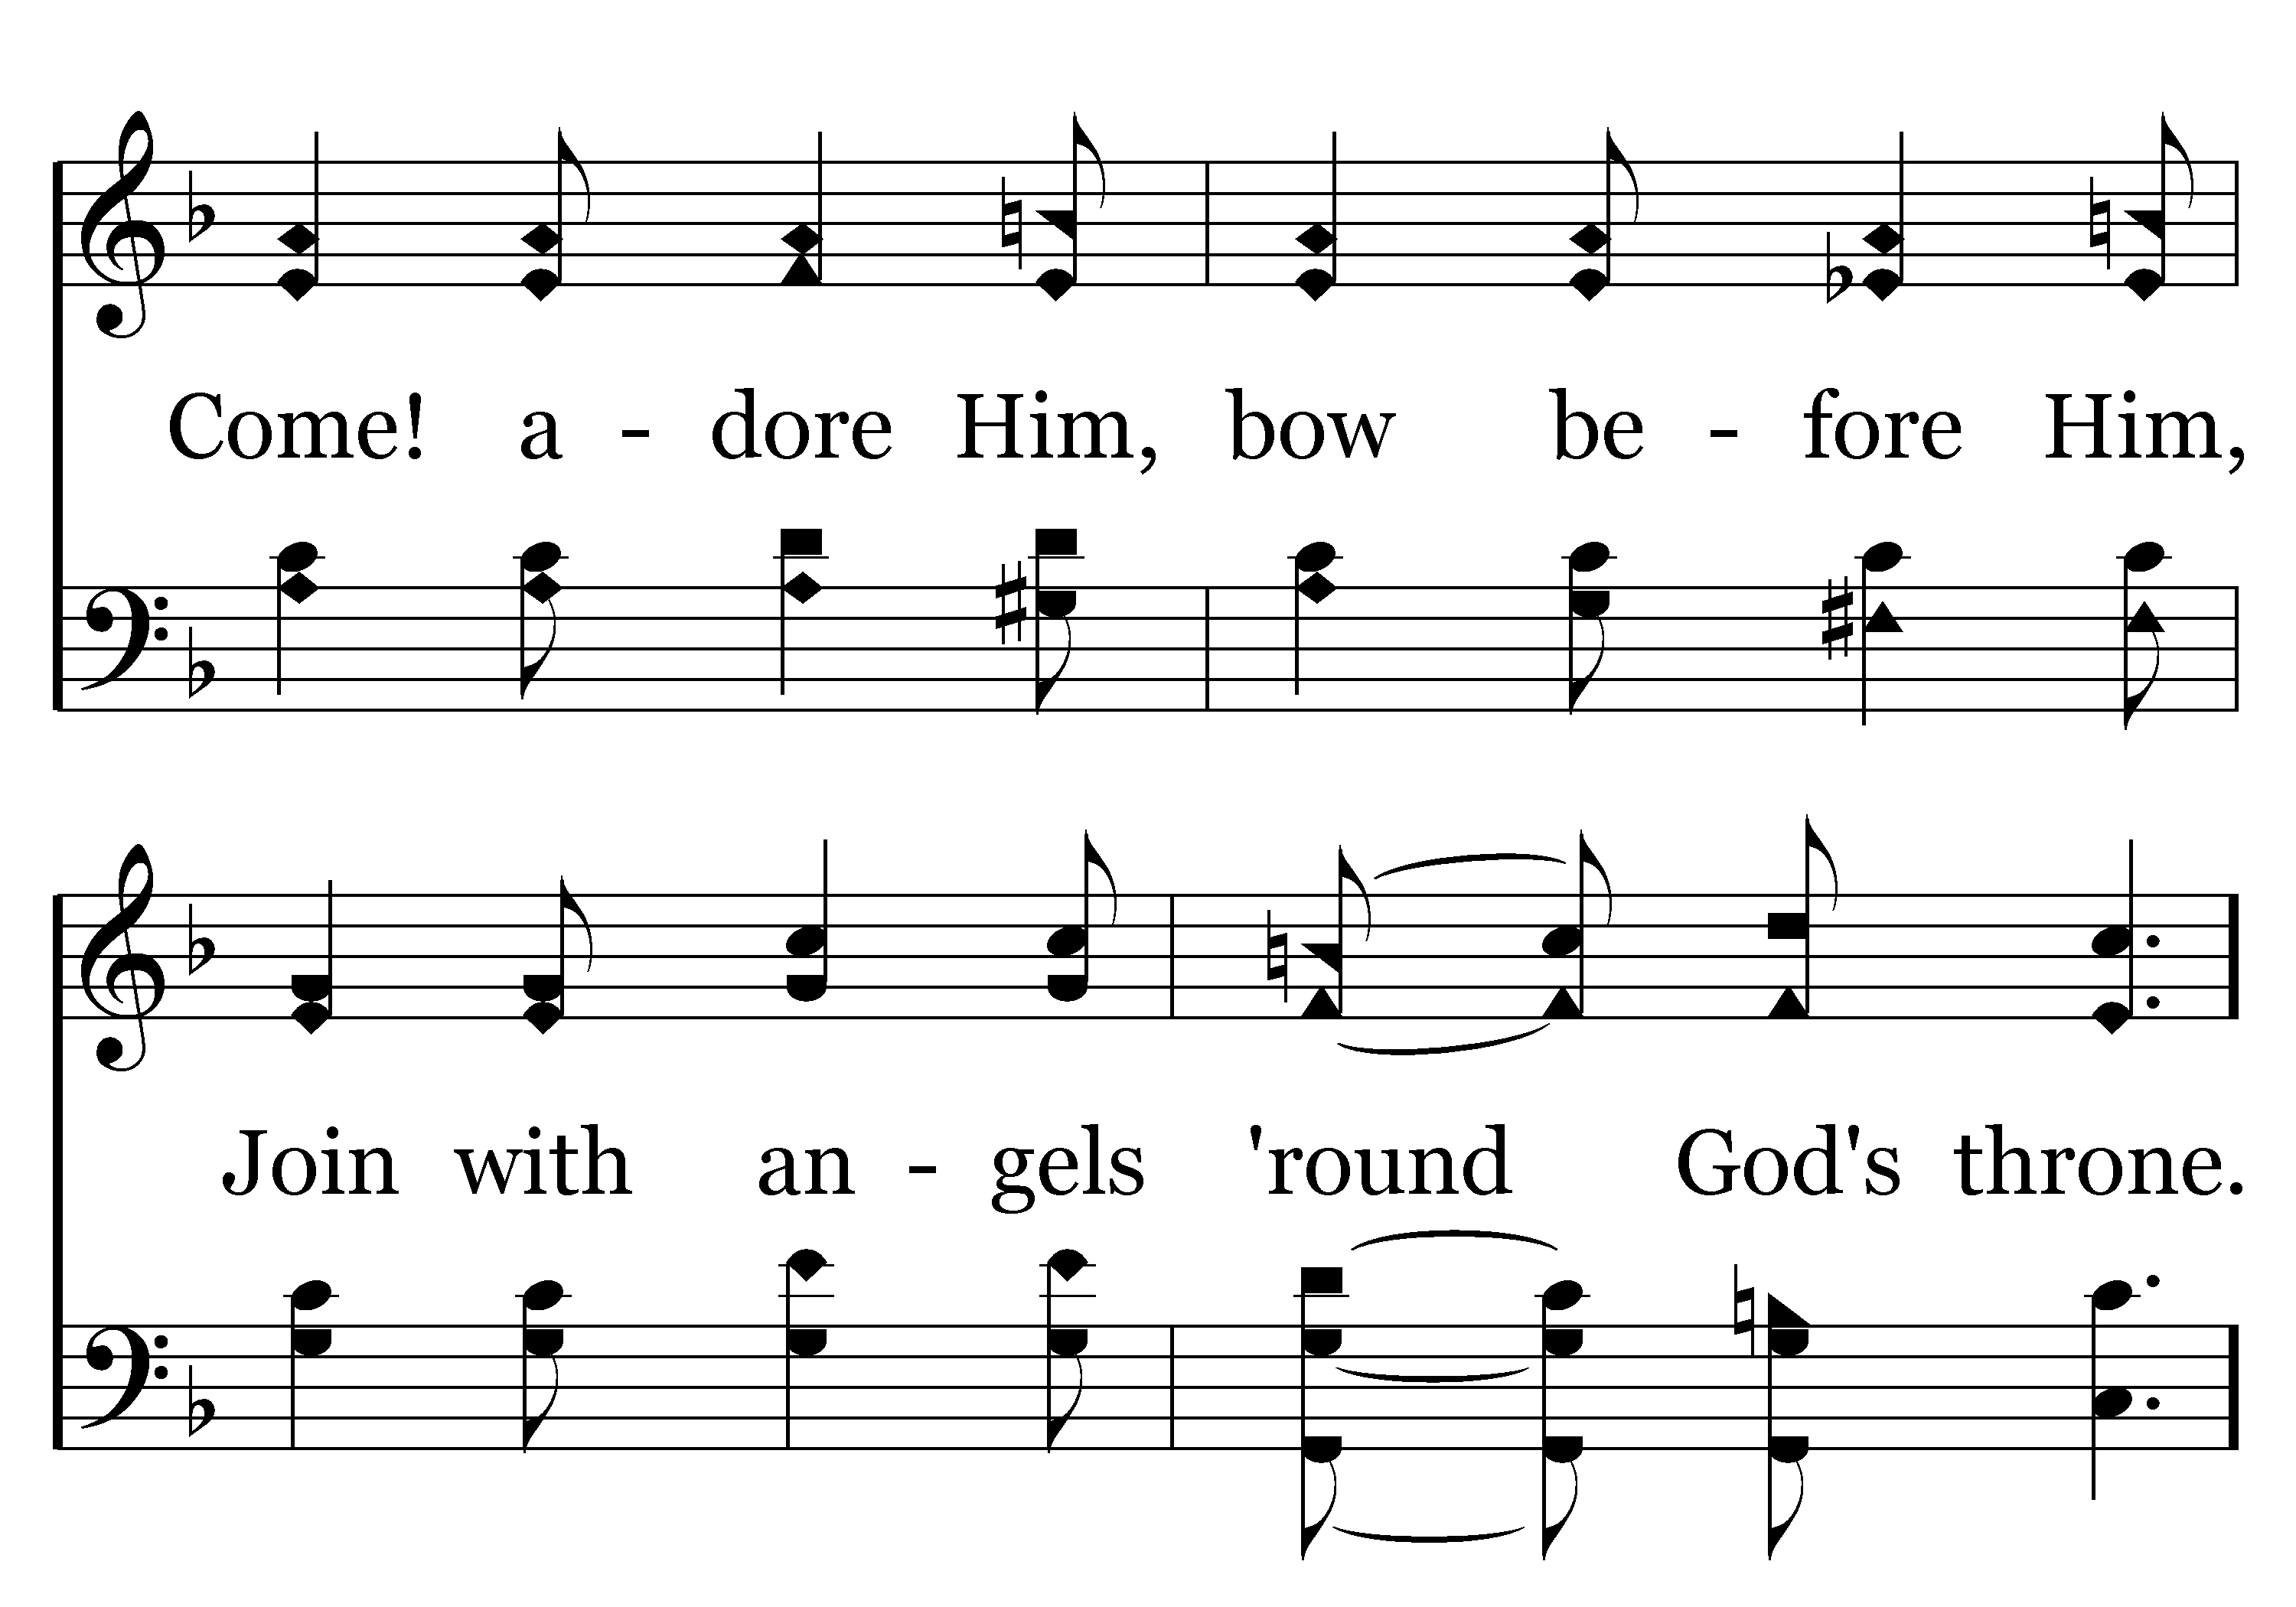 Come! a - dore Him, bow be - fore Him,
Join with an - gels 'round God's throne.